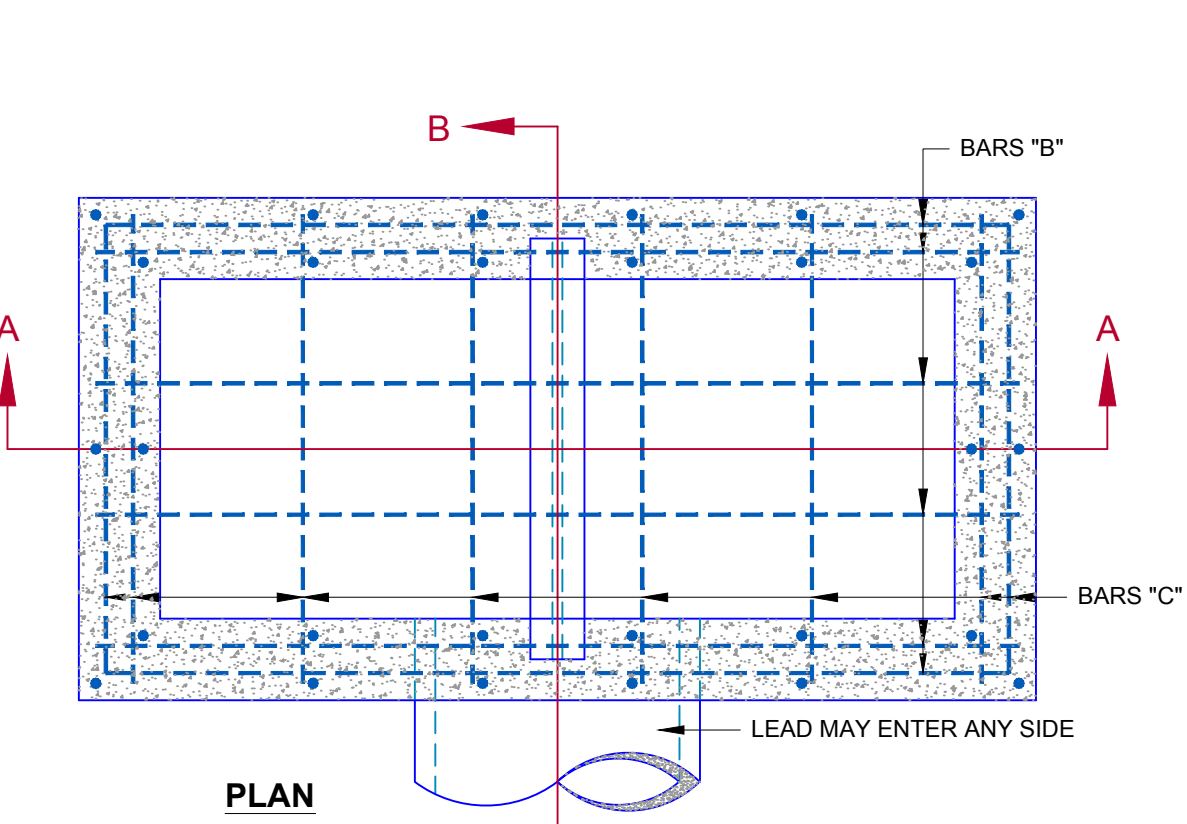 B
BARS "B"
A
A
BARS "C"
LEAD MAY ENTER ANY SIDE
PLAN